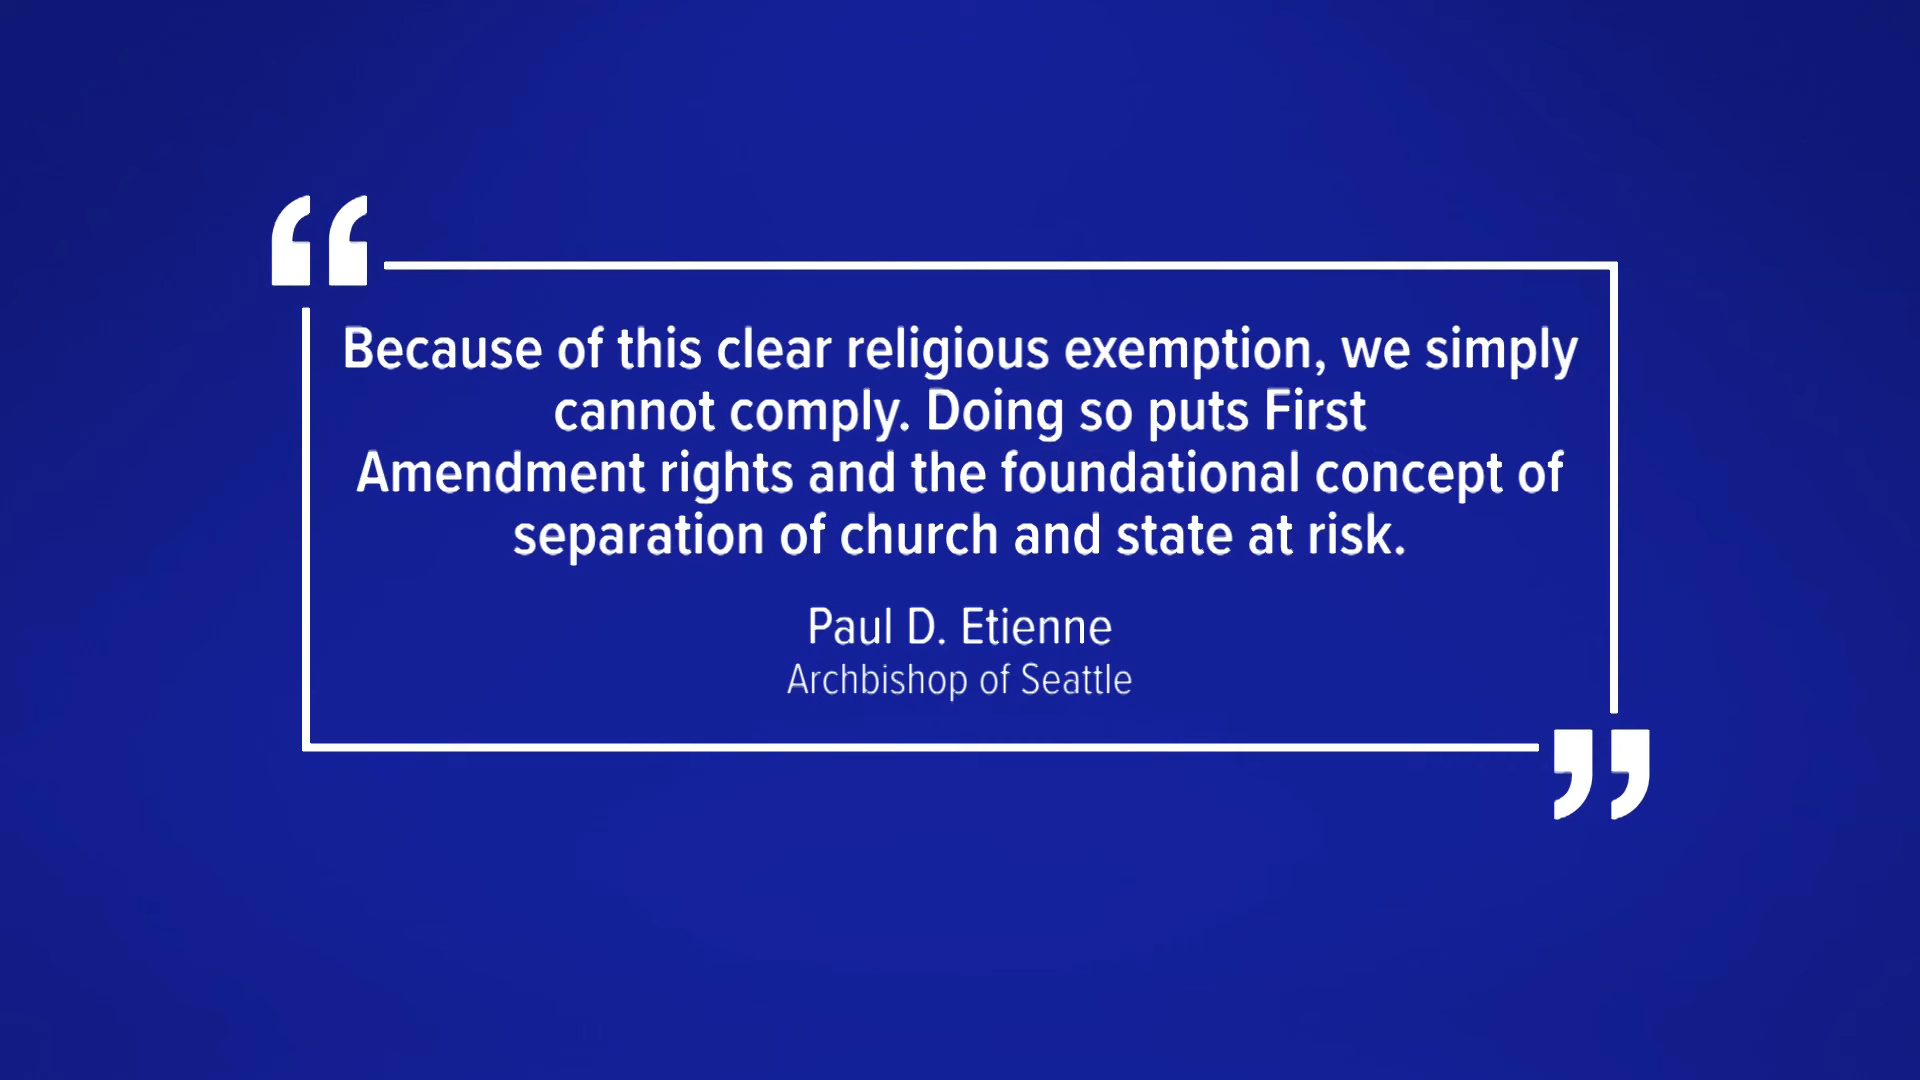 “
Because of this clear religious exemption, we simply
cannot comply. Doing so puts First
Amendment rights and the foundational concept of
separation of church and state at risk.
Paul D. Etienne
Archbishop of Seattle
”